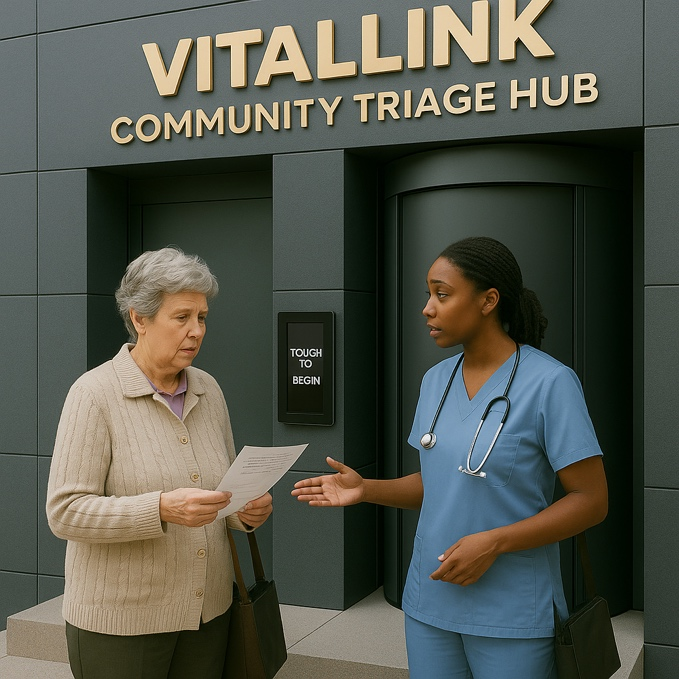 VITALLINK
COMMUNITY TRIAGE HUB
TOUGH
TO
BEGIN